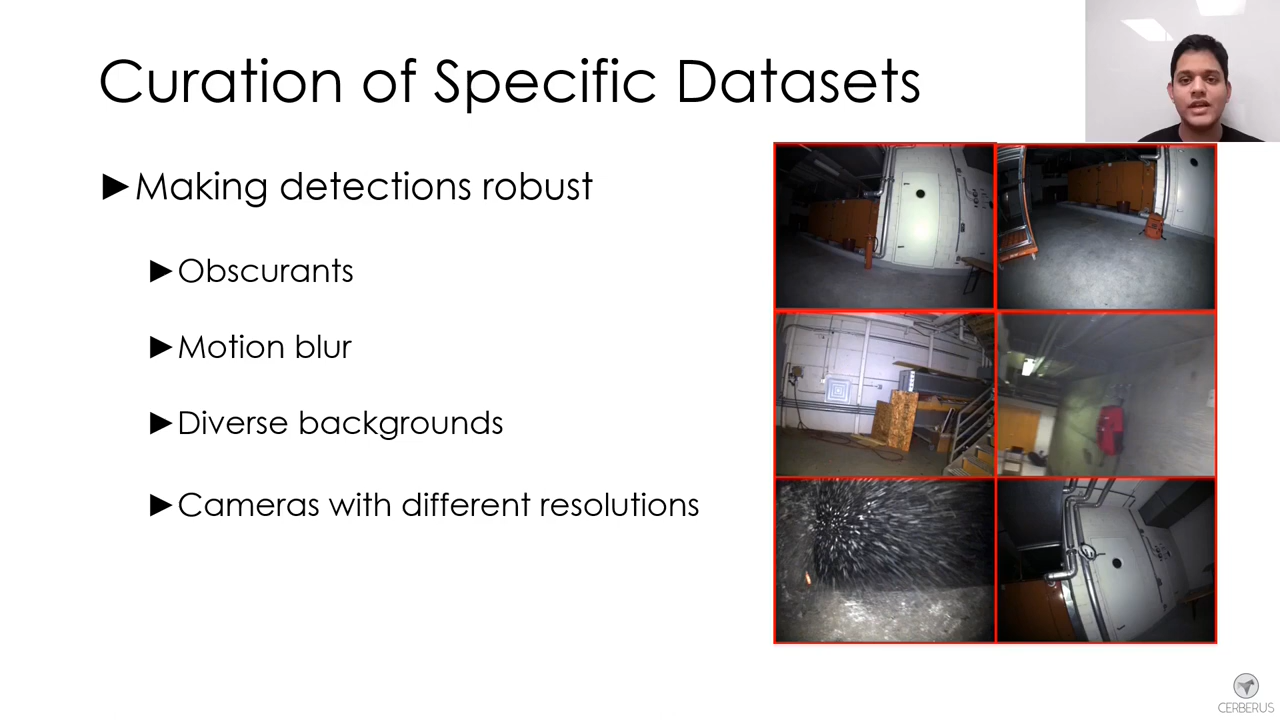 Curation of Specific Datasets
►Making detections robust
►Obscurants
►Motion blur
►Diverse backgrounds
►Cameras with different resolutions
CERBERUS